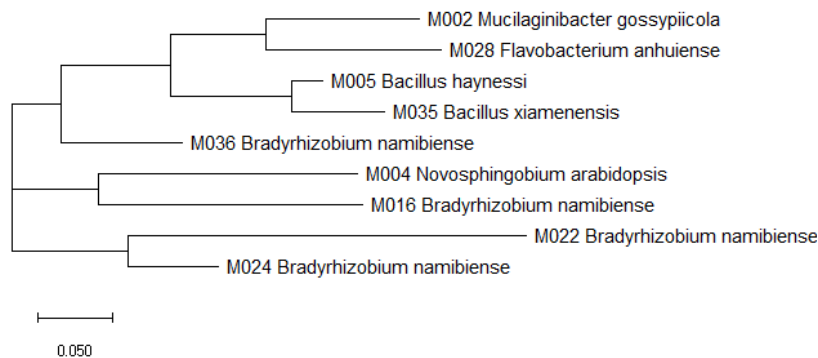 M002 Mucilaginibacter gossypiicola
M028 Flavobacterium anhuiense
M005 Bacillus haynessi
M035 Bacillus xiamenensis
M036 Bradyrhizobium namibiense
M004 Novosphingobium arabidopsis
M016 Bradyrhizobium namibiense
M022 Bradyrhizobium namibiense
M024 Bradyrhizobium namibiense
0.050